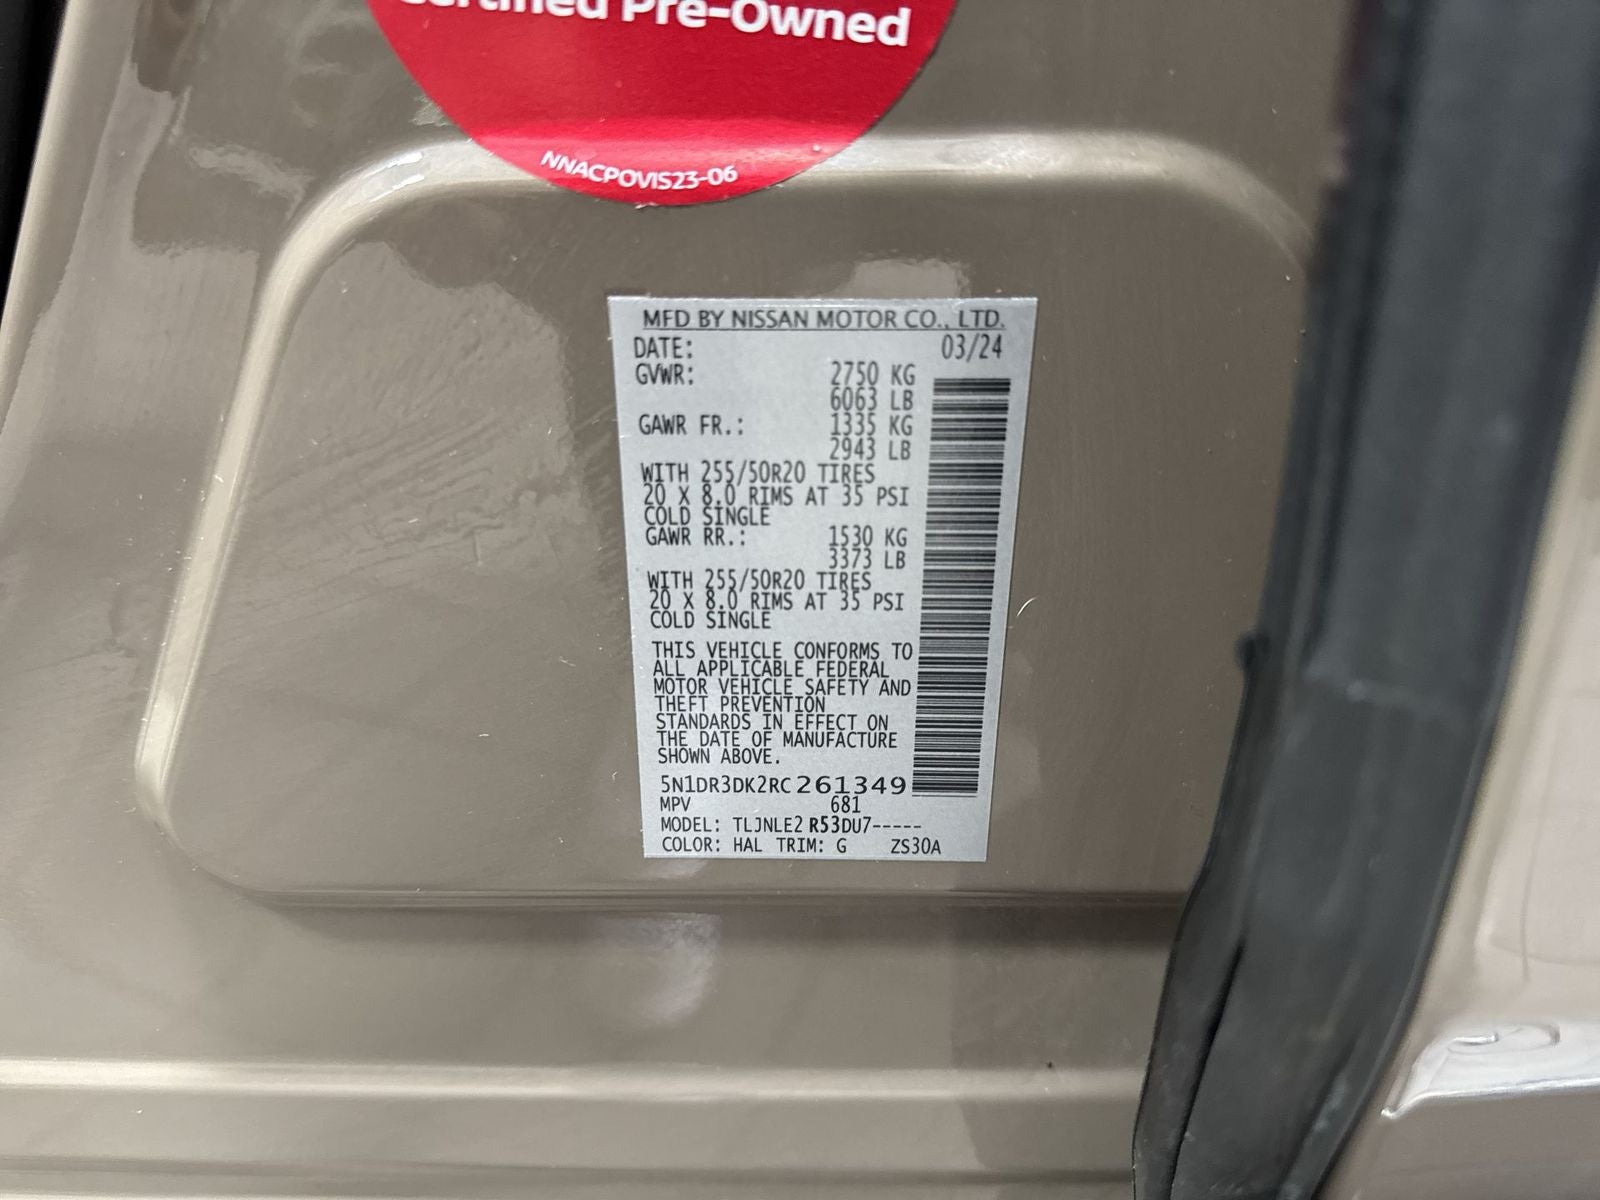 Certified Pre-Owned
NNACPOVIS23-06
MFD BY NISSAN MOTOR CO., LTD.
DATE: 03/24
GVWR: 2750 KG
6063 LB
GAWR FR.: 1335 KG
2943 LB
WITH 255/50R20 TIRES
20 X 8.0 RIMS AT 35 PSI
COLD SINGLE
GAWR RR.: 1530 KG
3373 LB
WITH 255/50R20 TIRES
20 X 8.0 RIMS AT 35 PSI
COLD SINGLE
THIS VEHICLE CONFORMS TO
ALL APPLICABLE FEDERAL
MOTOR VEHICLE SAFETY AND
THEFT PREVENTION
STANDARDS IN EFFECT ON
THE DATE OF MANUFACTURE
SHOWN ABOVE.
5N1DR3DK2RC261349
MPV 681
MODEL: TLJNLE2 R53DU7-----
COLOR: HAL TRIM: G ZS30A